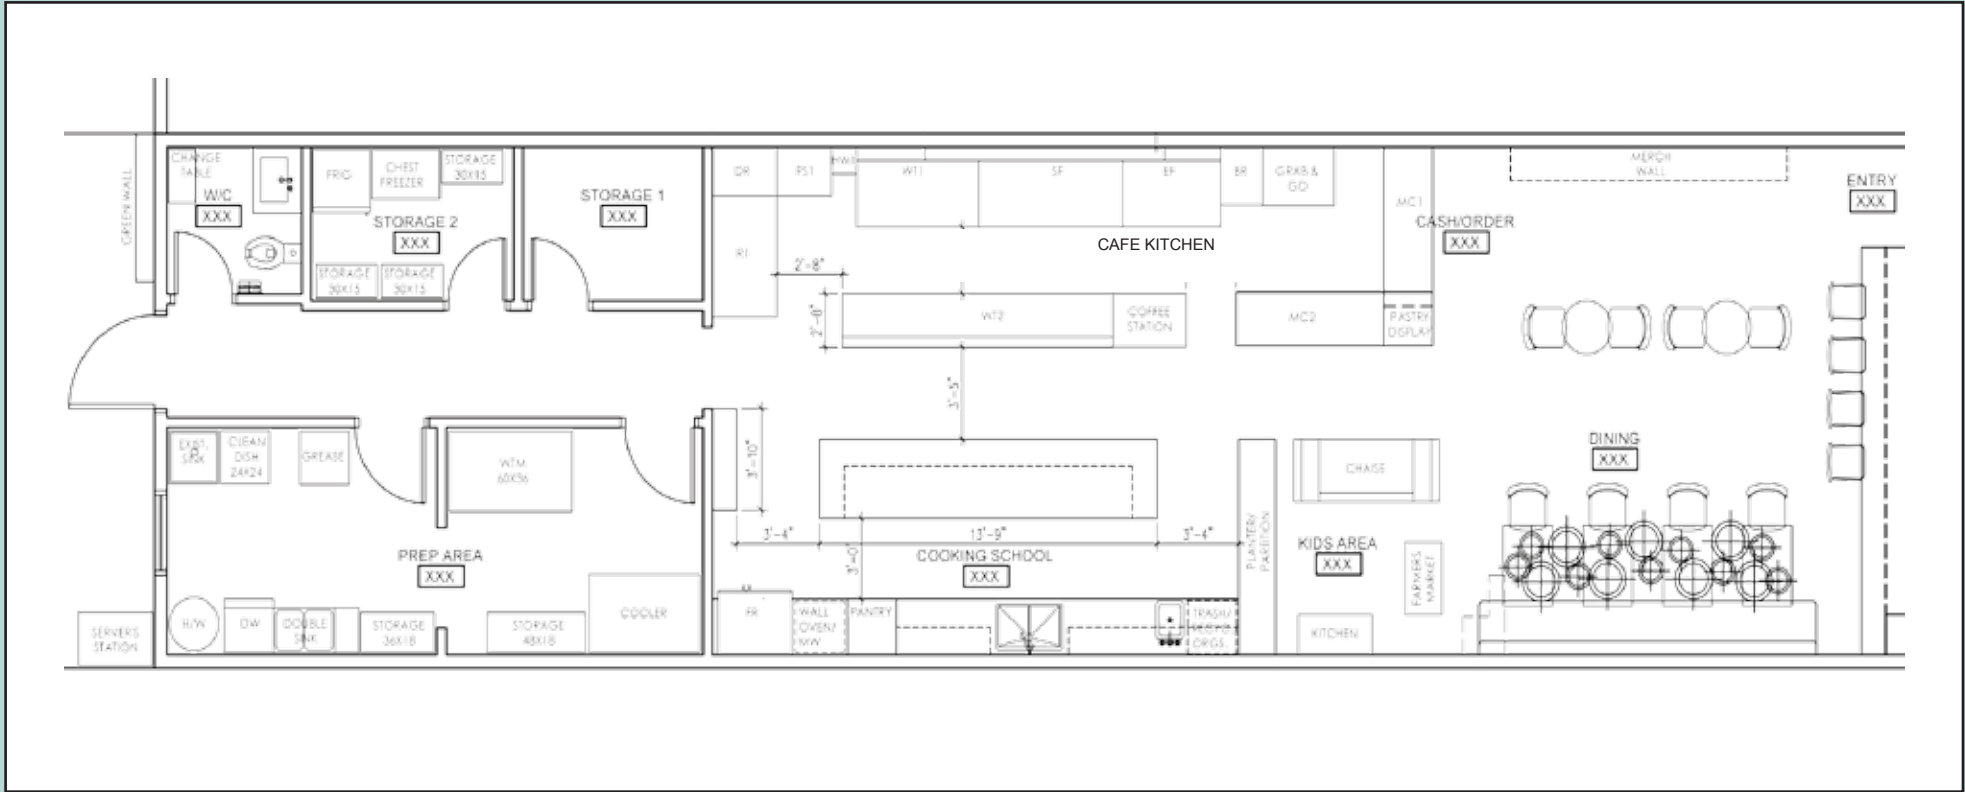 CHANGE
TABLE
W/C
XXX
GREEN WALL
FRIG
CHEST
FREEZER
STORAGE
30X15
STORAGE 2
XXX
STORAGE
30X15
STORAGE
30X15
STORAGE 1
XXX
DR
PS1
HW1
WT1
SF
EF
BR
GRAB &
GO
MC1
R1
CAFE KITCHEN
CASH/ORDER
XXX
MERCH
WALL
ENTRY
XXX
2'-8"
2'-0"
WT2
COFFEE
STATION
MC2
PASTRY
DISPLAY
3'-5"
EXIST.
SINK
CLEAN
DISH
24X24
GREASE
WTM
60X36
3'-10"
CHAISE
DINING
XXX
3'-4"
13'-9"
3'-4"
3'-0"
PREP AREA
XXX
COOKING SCHOOL
XXX
PLANTER/
PARTITION
KIDS AREA
XXX
FARMERS
MARKET
SERVER'S
STATION
H/W
DW
DOUBLE
SINK
STORAGE
36X18
STORAGE
48X18
COOLER
FR
WALL
OVEN/
MW
PANTRY
TRASH/
ORGS.
KITCHEN